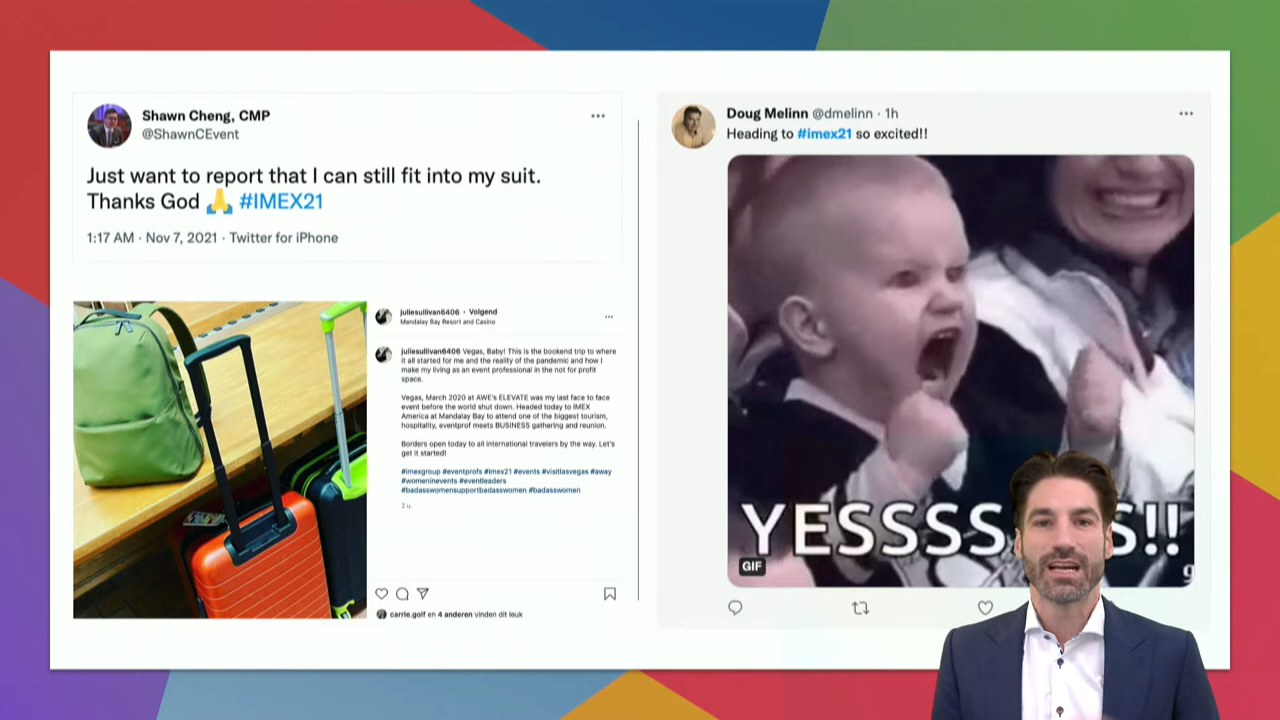 Shawn Cheng, CMP
@ShawnCEvent
Just want to report that I can still fit into my suit.
Thanks God 🙏 #IMEX21
1:17 AM · Nov 7, 2021 · Twitter for iPhone
juliesullivan6406 · Volgend
Mandalay Bay Resort and Casino
juliesullivan6406 Vegas, Baby! This is the bookend trip to where
it all started for me and the reality of the pandemic and how I
make my living as an event professional in the not for profit
space.
Vegas, March 2020 at AWE's ELEVATE was my last face to face
event before the world shut down. Headed today to IMEX
America at Mandalay Bay to attend one of the biggest tourism,
hospitality, eventprof meets BUSINESS gathering and reunion.
Borders open today to all international travelers by the way. Let's
get it started!
#imexgroup #eventprofs #imex21 #events #visitlasvegas #away
#womeninevents #eventleaders
#badasswomensupportbadasswomen #badasswomen
2 u.
carrie.golf en 4 anderen vinden dit leuk
Doug Melinn @dmelinn · 1h
Heading to #imex21 so excited!!
YESSSS S!!
GIF